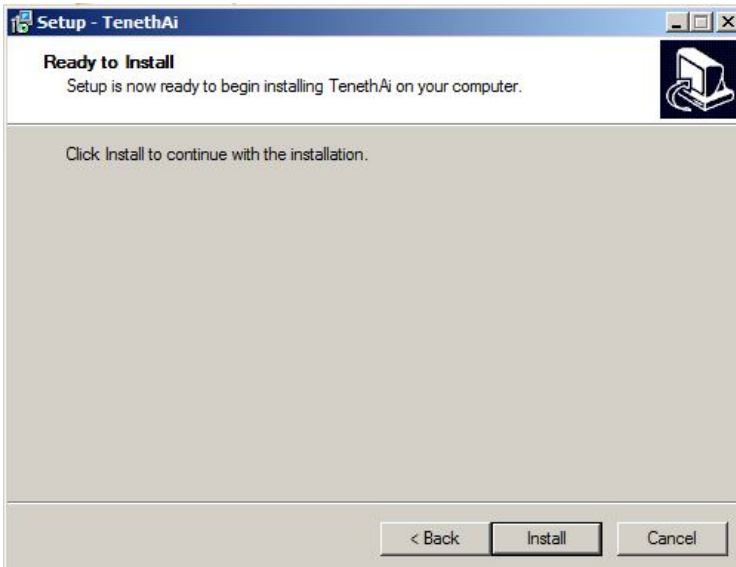 Setup - TenethAi
Ready to Install
Setup is now ready to begin installing TenethAi on your computer.
Click Install to continue with the installation.
< Back
Install
Cancel